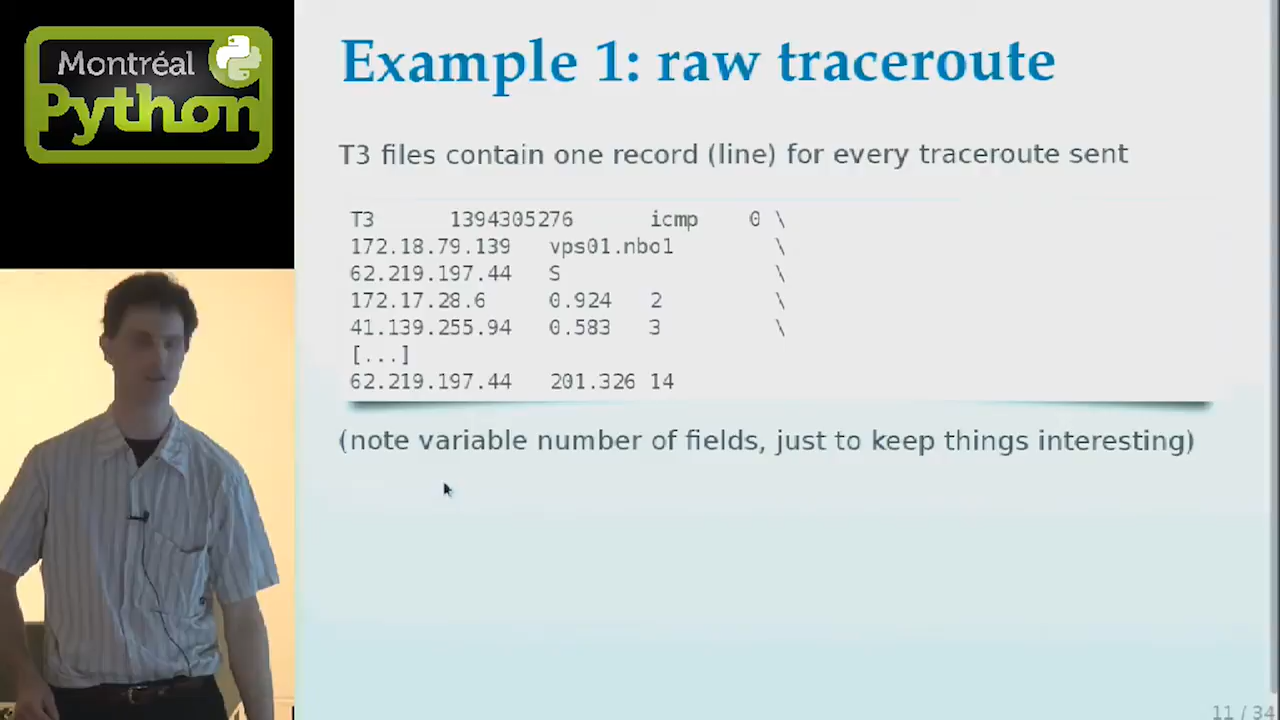 Montréal
Python
Example 1: raw traceroute
T3 files contain one record (line) for every traceroute sent
T3 1394305276 icmp 0 \
172.18.79.139 vps01.nbo1 \
62.219.197.44 S \
172.17.28.6 0.924 2 \
41.139.255.94 0.583 3 \
[...]
62.219.197.44 201.326 14
(note variable number of fields, just to keep things interesting)
11 / 34